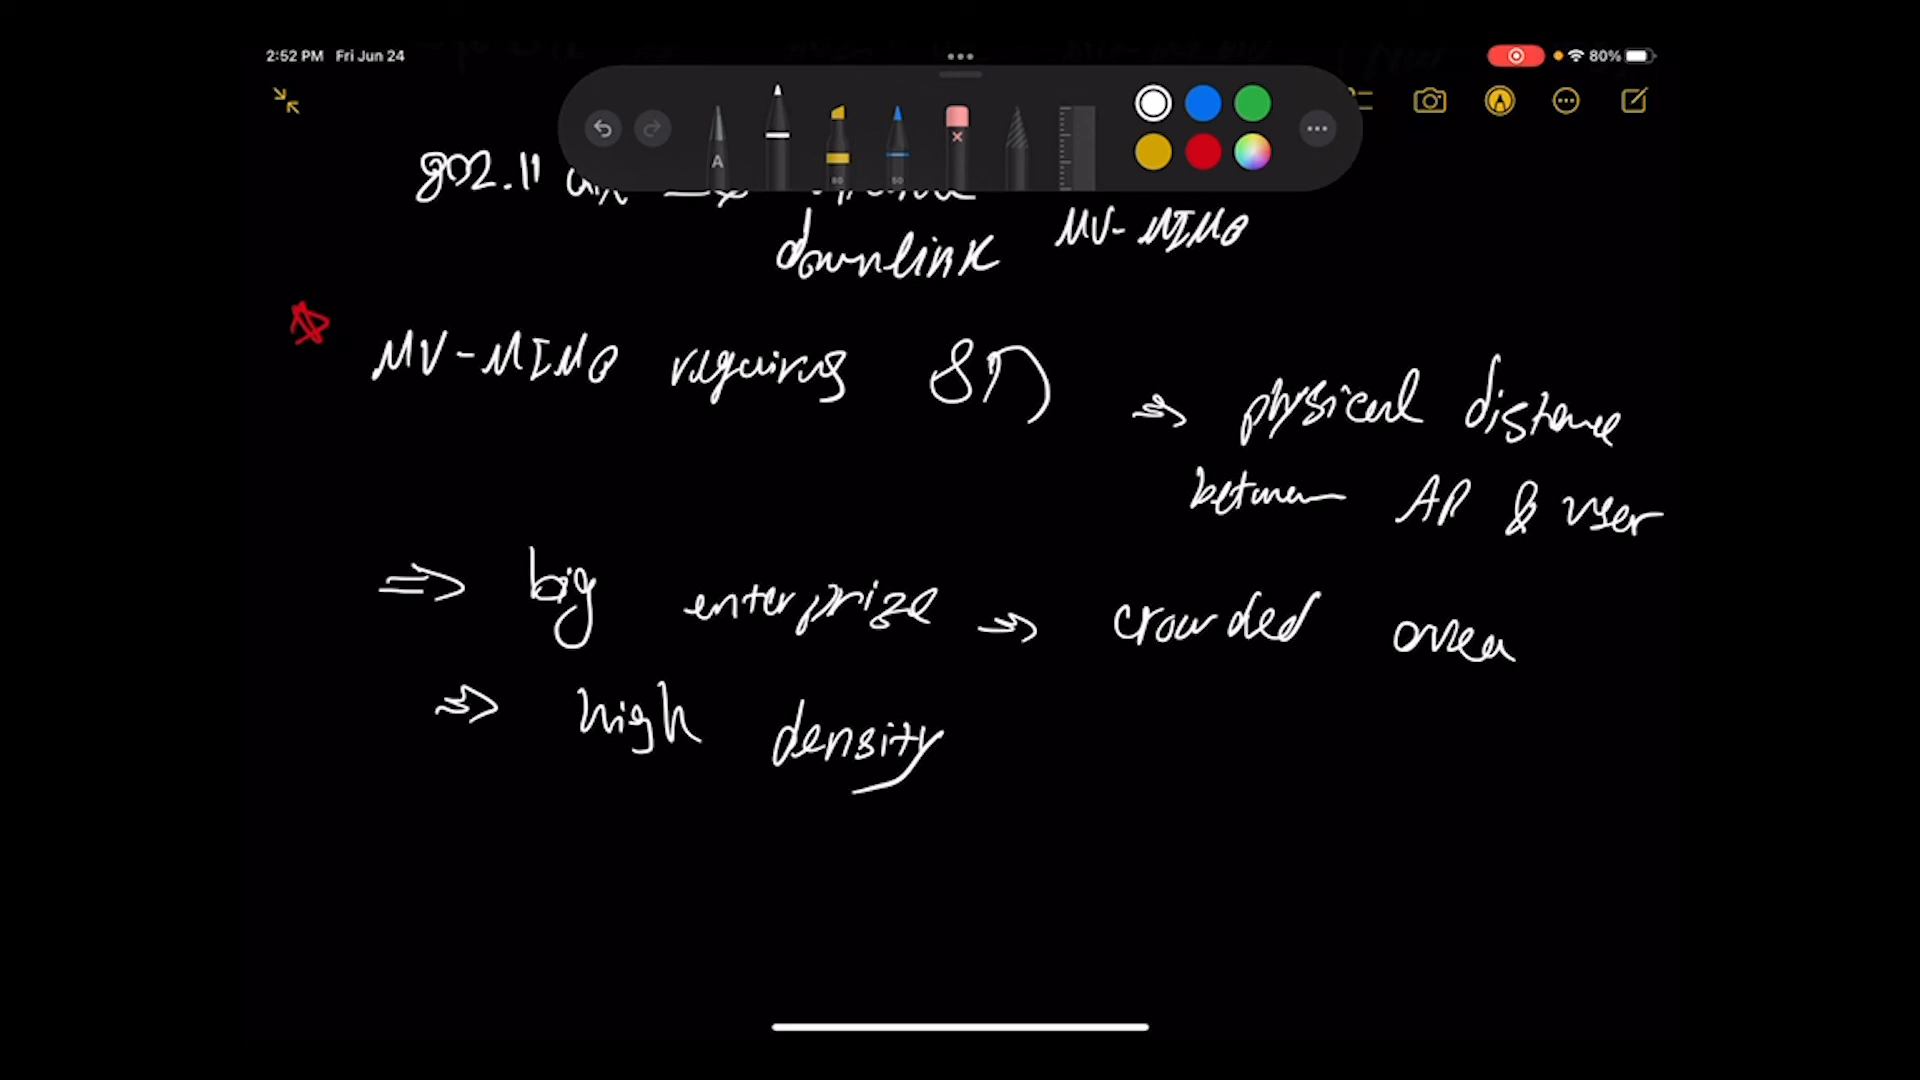 2:52 PM Fri Jun 24 80%
802.11
downlink MU-MIMO
MU-MIMO requires SD ⇒ physical distance
between AP & user
⇒ big enterprize ⇒ crowded area
⇒ high density